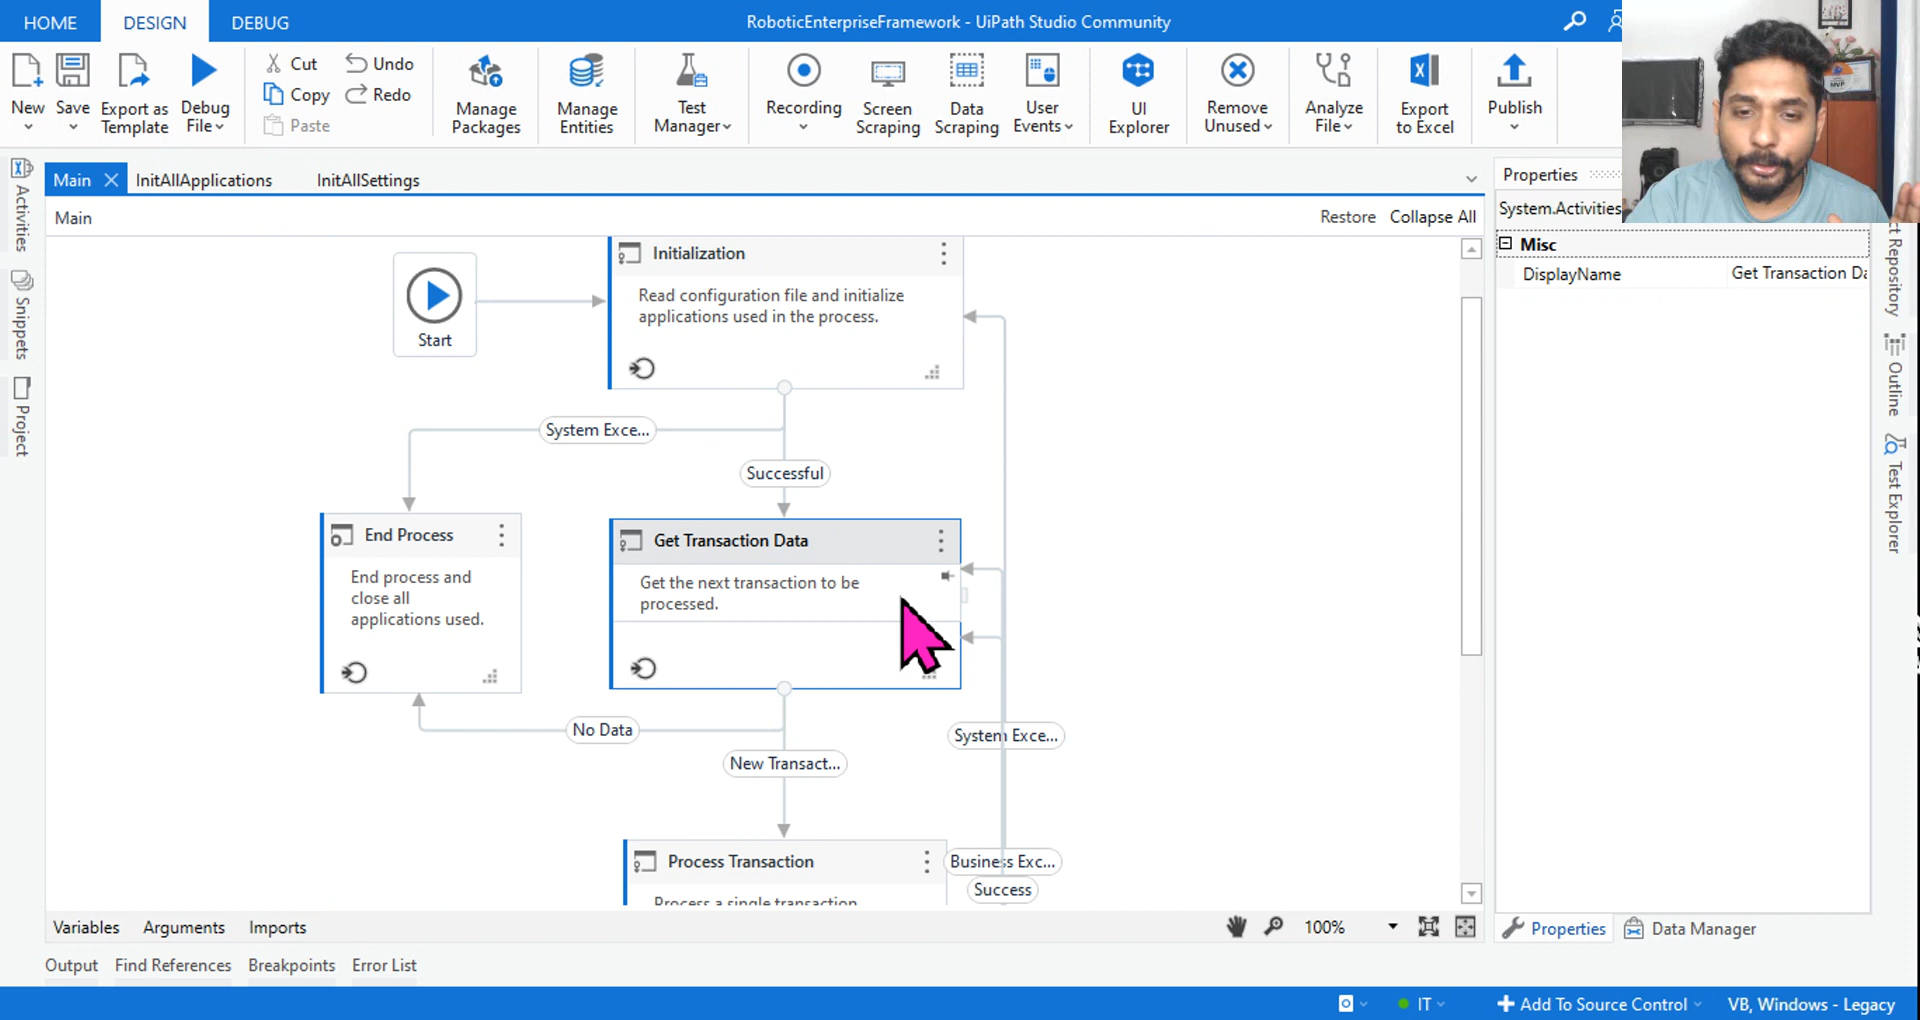 HOME
DESIGN
DEBUG
RoboticEnterpriseFramework - UiPath Studio Community
New
Save
Export as
Template
Debug
File
Cut
Copy
Paste
Undo
Redo
Manage
Packages
Manage
Entities
Test
Manager
Recording
Screen
Scraping
Data
Scraping
User
Events
UI
Explorer
Remove
Unused
Analyze
File
Export
to Excel
Publish
MVP
Activities
Snippets
Project
Main
InitAllApplications
InitAllSettings
Main
Restore
Collapse All
Start
Initialization
Read configuration file and initialize
applications used in the process.
System Exce...
Successful
End Process
End process and
close all
applications used.
Get Transaction Data
Get the next transaction to be
processed.
No Data
New Transact...
System Exce...
Process Transaction
Business Exc...
Success
Process a single transaction
Properties
System.Activities
Misc
DisplayName
Get Transaction Da
ct Repository
Outline
Test Explorer
Variables
Arguments
Imports
100%
Properties
Data Manager
Output
Find References
Breakpoints
Error List
IT
Add To Source Control
VB, Windows - Legacy